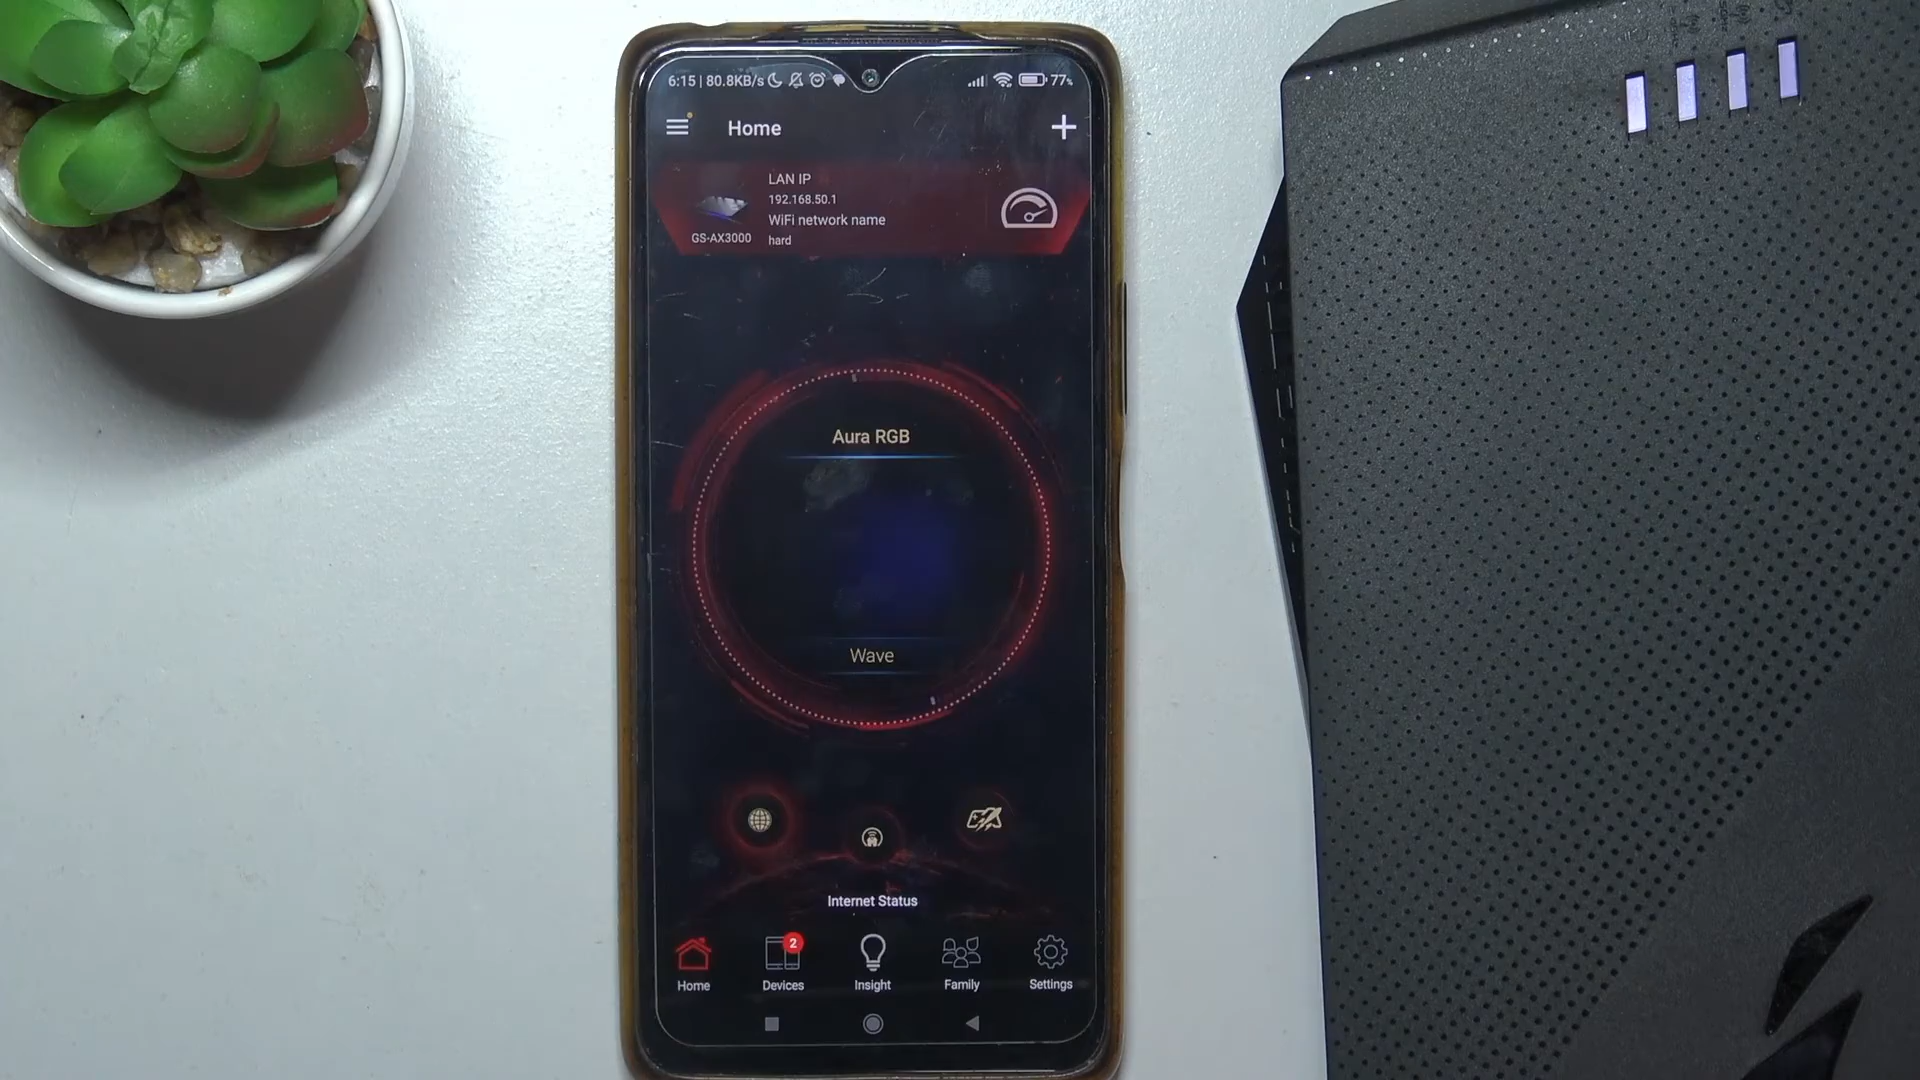 6:15 | 80.8KB/s
77%
Home
LAN IP
192.168.50.1
WiFi network name
hard
GS-AX3000
Aura RGB
Wave
Internet Status
2
Home
Devices
Insight
Family
Settings